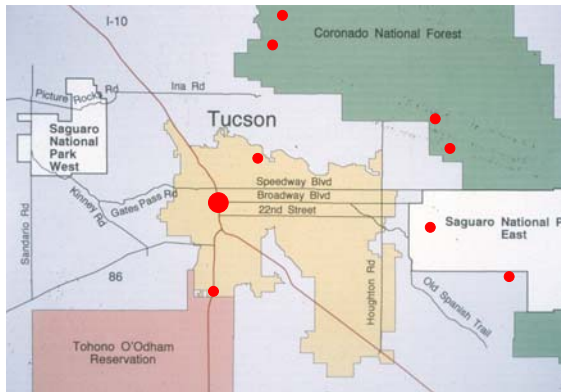 I-10
Coronado National Forest
Picture Rocks Rd
Ina Rd
Tucson
Saguaro
National
Park
West
Speedway Blvd
Gates Pass Rd
Broadway Blvd
22nd Street
Kinney Rd
Sandario Rd
Saguaro National P
East
86
Houghton Rd
Old Spanish Trail
Tohono O'Odham
Reservation